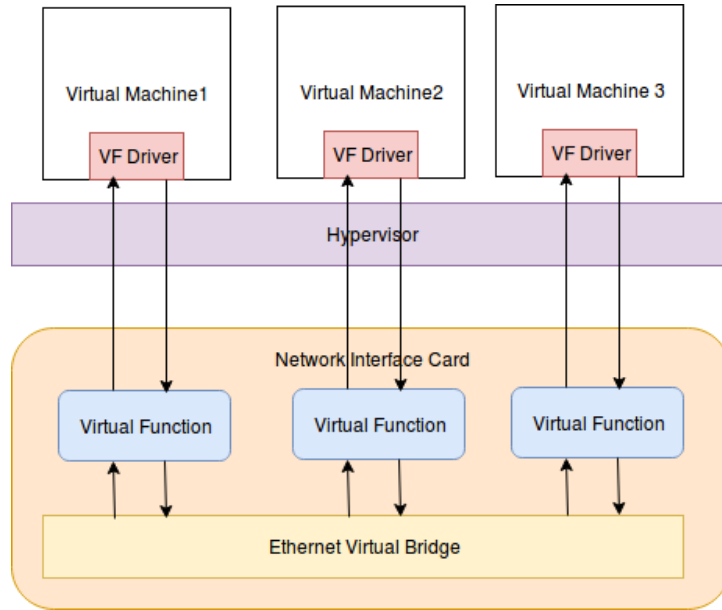 Virtual Machine1
Virtual Machine2
Virtual Machine 3
VF Driver
VF Driver
VF Driver
Hypervisor
Network Interface Card
Virtual Function
Virtual Function
Virtual Function
Ethernet Virtual Bridge